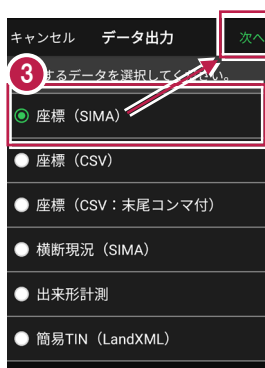 キャンセル データ出力 次へ
3 するデータを選択してください。
座標（SIMA）
座標（CSV）
座標（CSV：末尾コンマ付）
横断現況（SIMA）
出来形計測
簡易TIN（LandXML）